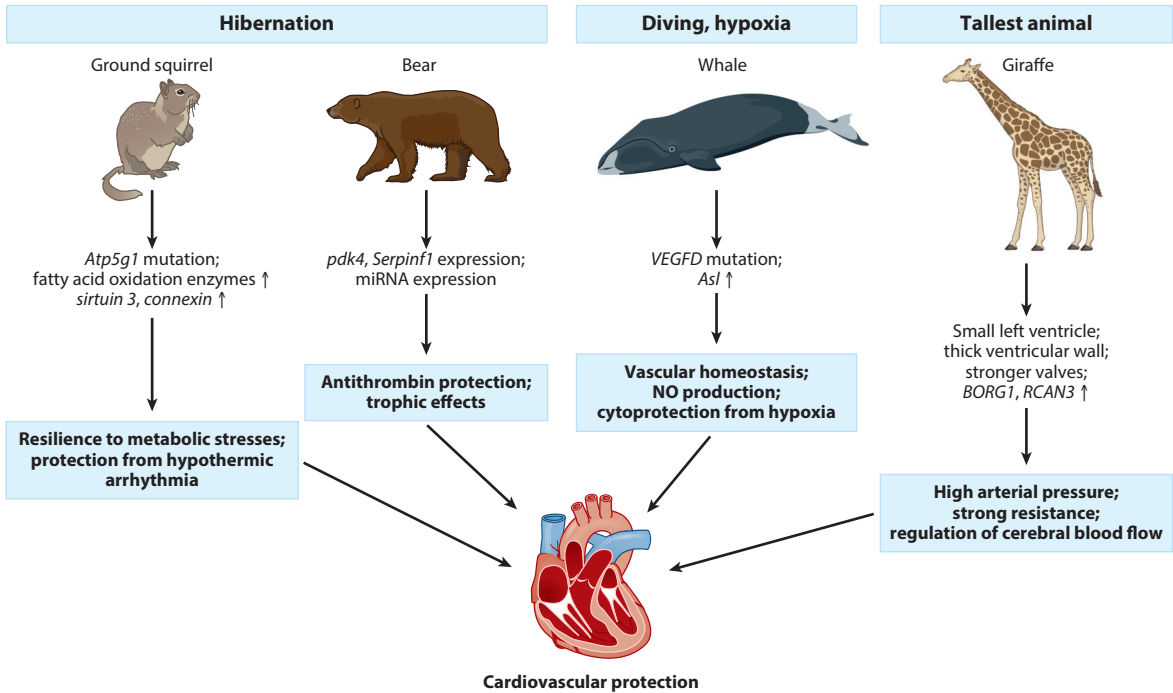 Hibernation
Diving, hypoxia
Tallest animal
Ground squirrel
Bear
Whale
Giraffe
Atp5g1 mutation;
fatty acid oxidation enzymes ↑
sirtuin 3, connexin ↑
pdk4, Serpinf1 expression;
miRNA expression
VEGFD mutation;
Asl ↑
Small left ventricle;
thick ventricular wall;
stronger valves;
BORG1, RCAN3 ↑
Resilience to metabolic stresses;
protection from hypothermic
arrhythmia
Antithrombin protection;
trophic effects
Vascular homeostasis;
NO production;
cytoprotection from hypoxia
High arterial pressure;
strong resistance;
regulation of cerebral blood flow
Cardiovascular protection